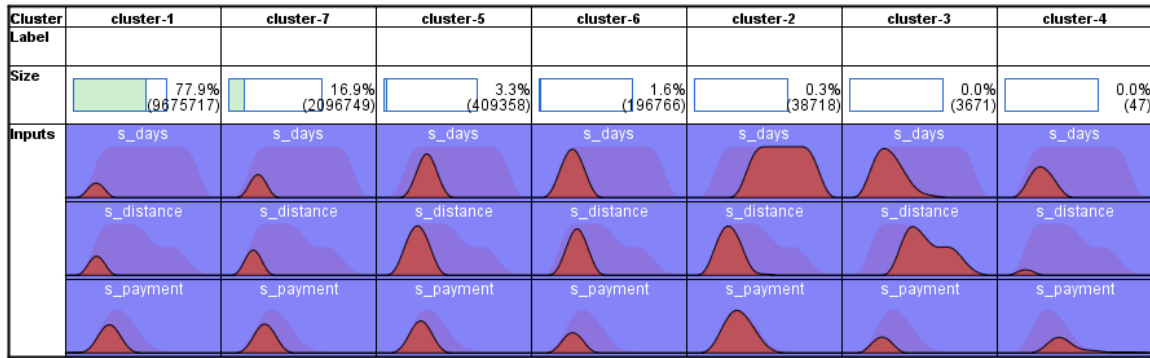 Cluster cluster-1 cluster-7 cluster-5 cluster-6 cluster-2 cluster-3 cluster-4
Label
Size 77.9% 16.9% 3.3% 1.6% 0.3% 0.0% 0.0%
(9675717) (2096749) (409358) (196766) (38718) (3671) (47)
Inputs s_days s_days s_days s_days s_days s_days s_days
s_distance s_distance s_distance s_distance s_distance s_distance s_distance
s_payment s_payment s_payment s_payment s_payment s_payment s_payment